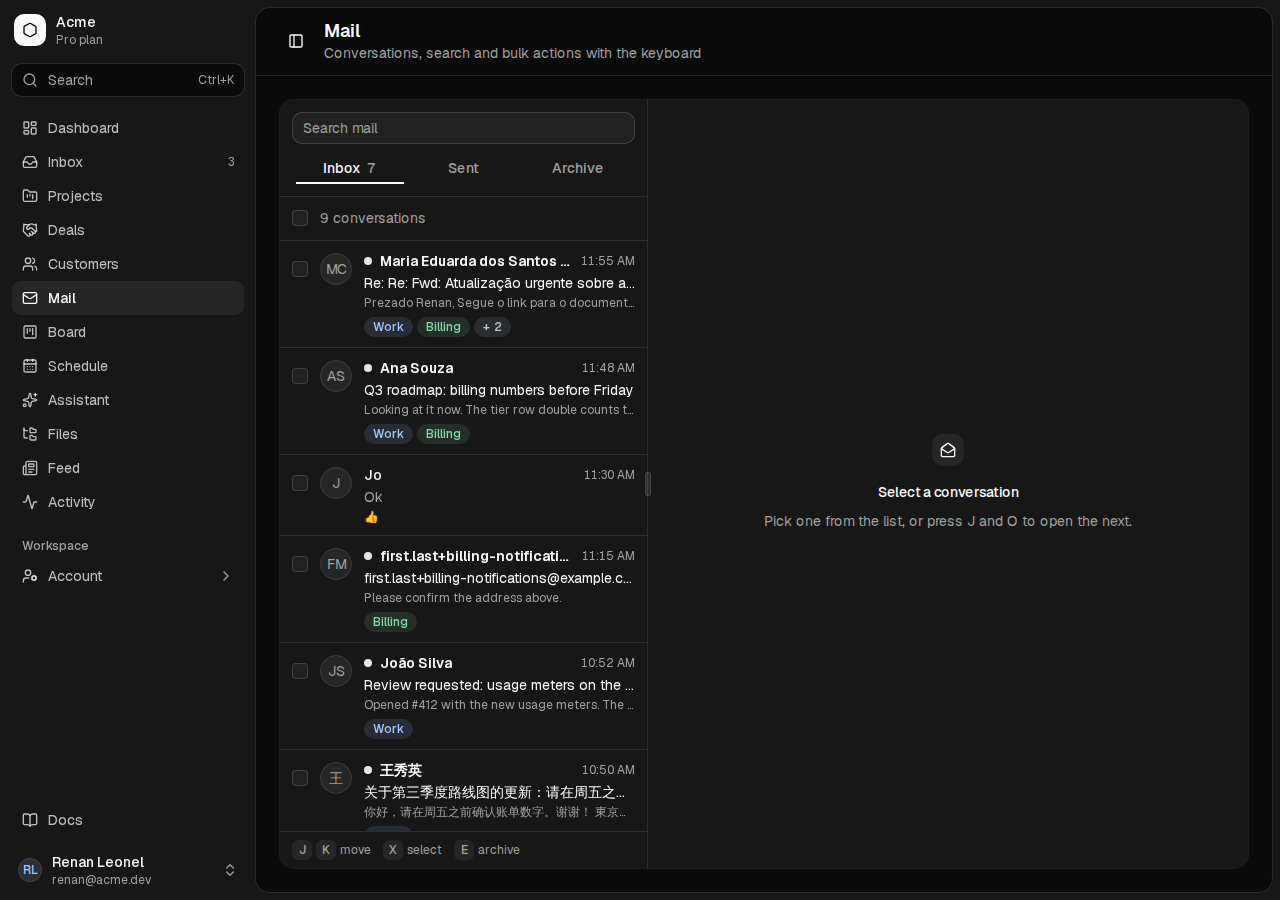 Acme
Pro plan
Search Ctrl+K
Dashboard
Inbox 3
Projects
Deals
Customers
Mail
Board
Schedule
Assistant
Files
Feed
Activity
Workspace
Account
Docs
RL Renan Leonel
renan@acme.dev
Mail
Conversations, search and bulk actions with the keyboard
Search mail
Inbox 7 Sent Archive
9 conversations
MC Maria Eduarda dos Santos ... 11:55 AM
Re: Re: Fwd: Atualização urgente sobre a...
Prezado Renan, Segue o link para o document...
Work Billing + 2
AS Ana Souza 11:48 AM
Q3 roadmap: billing numbers before Friday
Looking at it now. The tier row double counts t...
Work Billing
J Jo 11:30 AM
Ok
👍
FM first.last+billing-notificati... 11:15 AM
first.last+billing-notifications@example.c...
Please confirm the address above.
Billing
JS João Silva 10:52 AM
Review requested: usage meters on the ...
Opened #412 with the new usage meters. The ...
Work
王 王秀英 10:50 AM
关于第三季度路线图的更新：请在周五之...
你好，请在周五之前确认账单数字。谢谢！ 東京...
J K move X select E archive
Select a conversation
Pick one from the list, or press J and O to open the next.